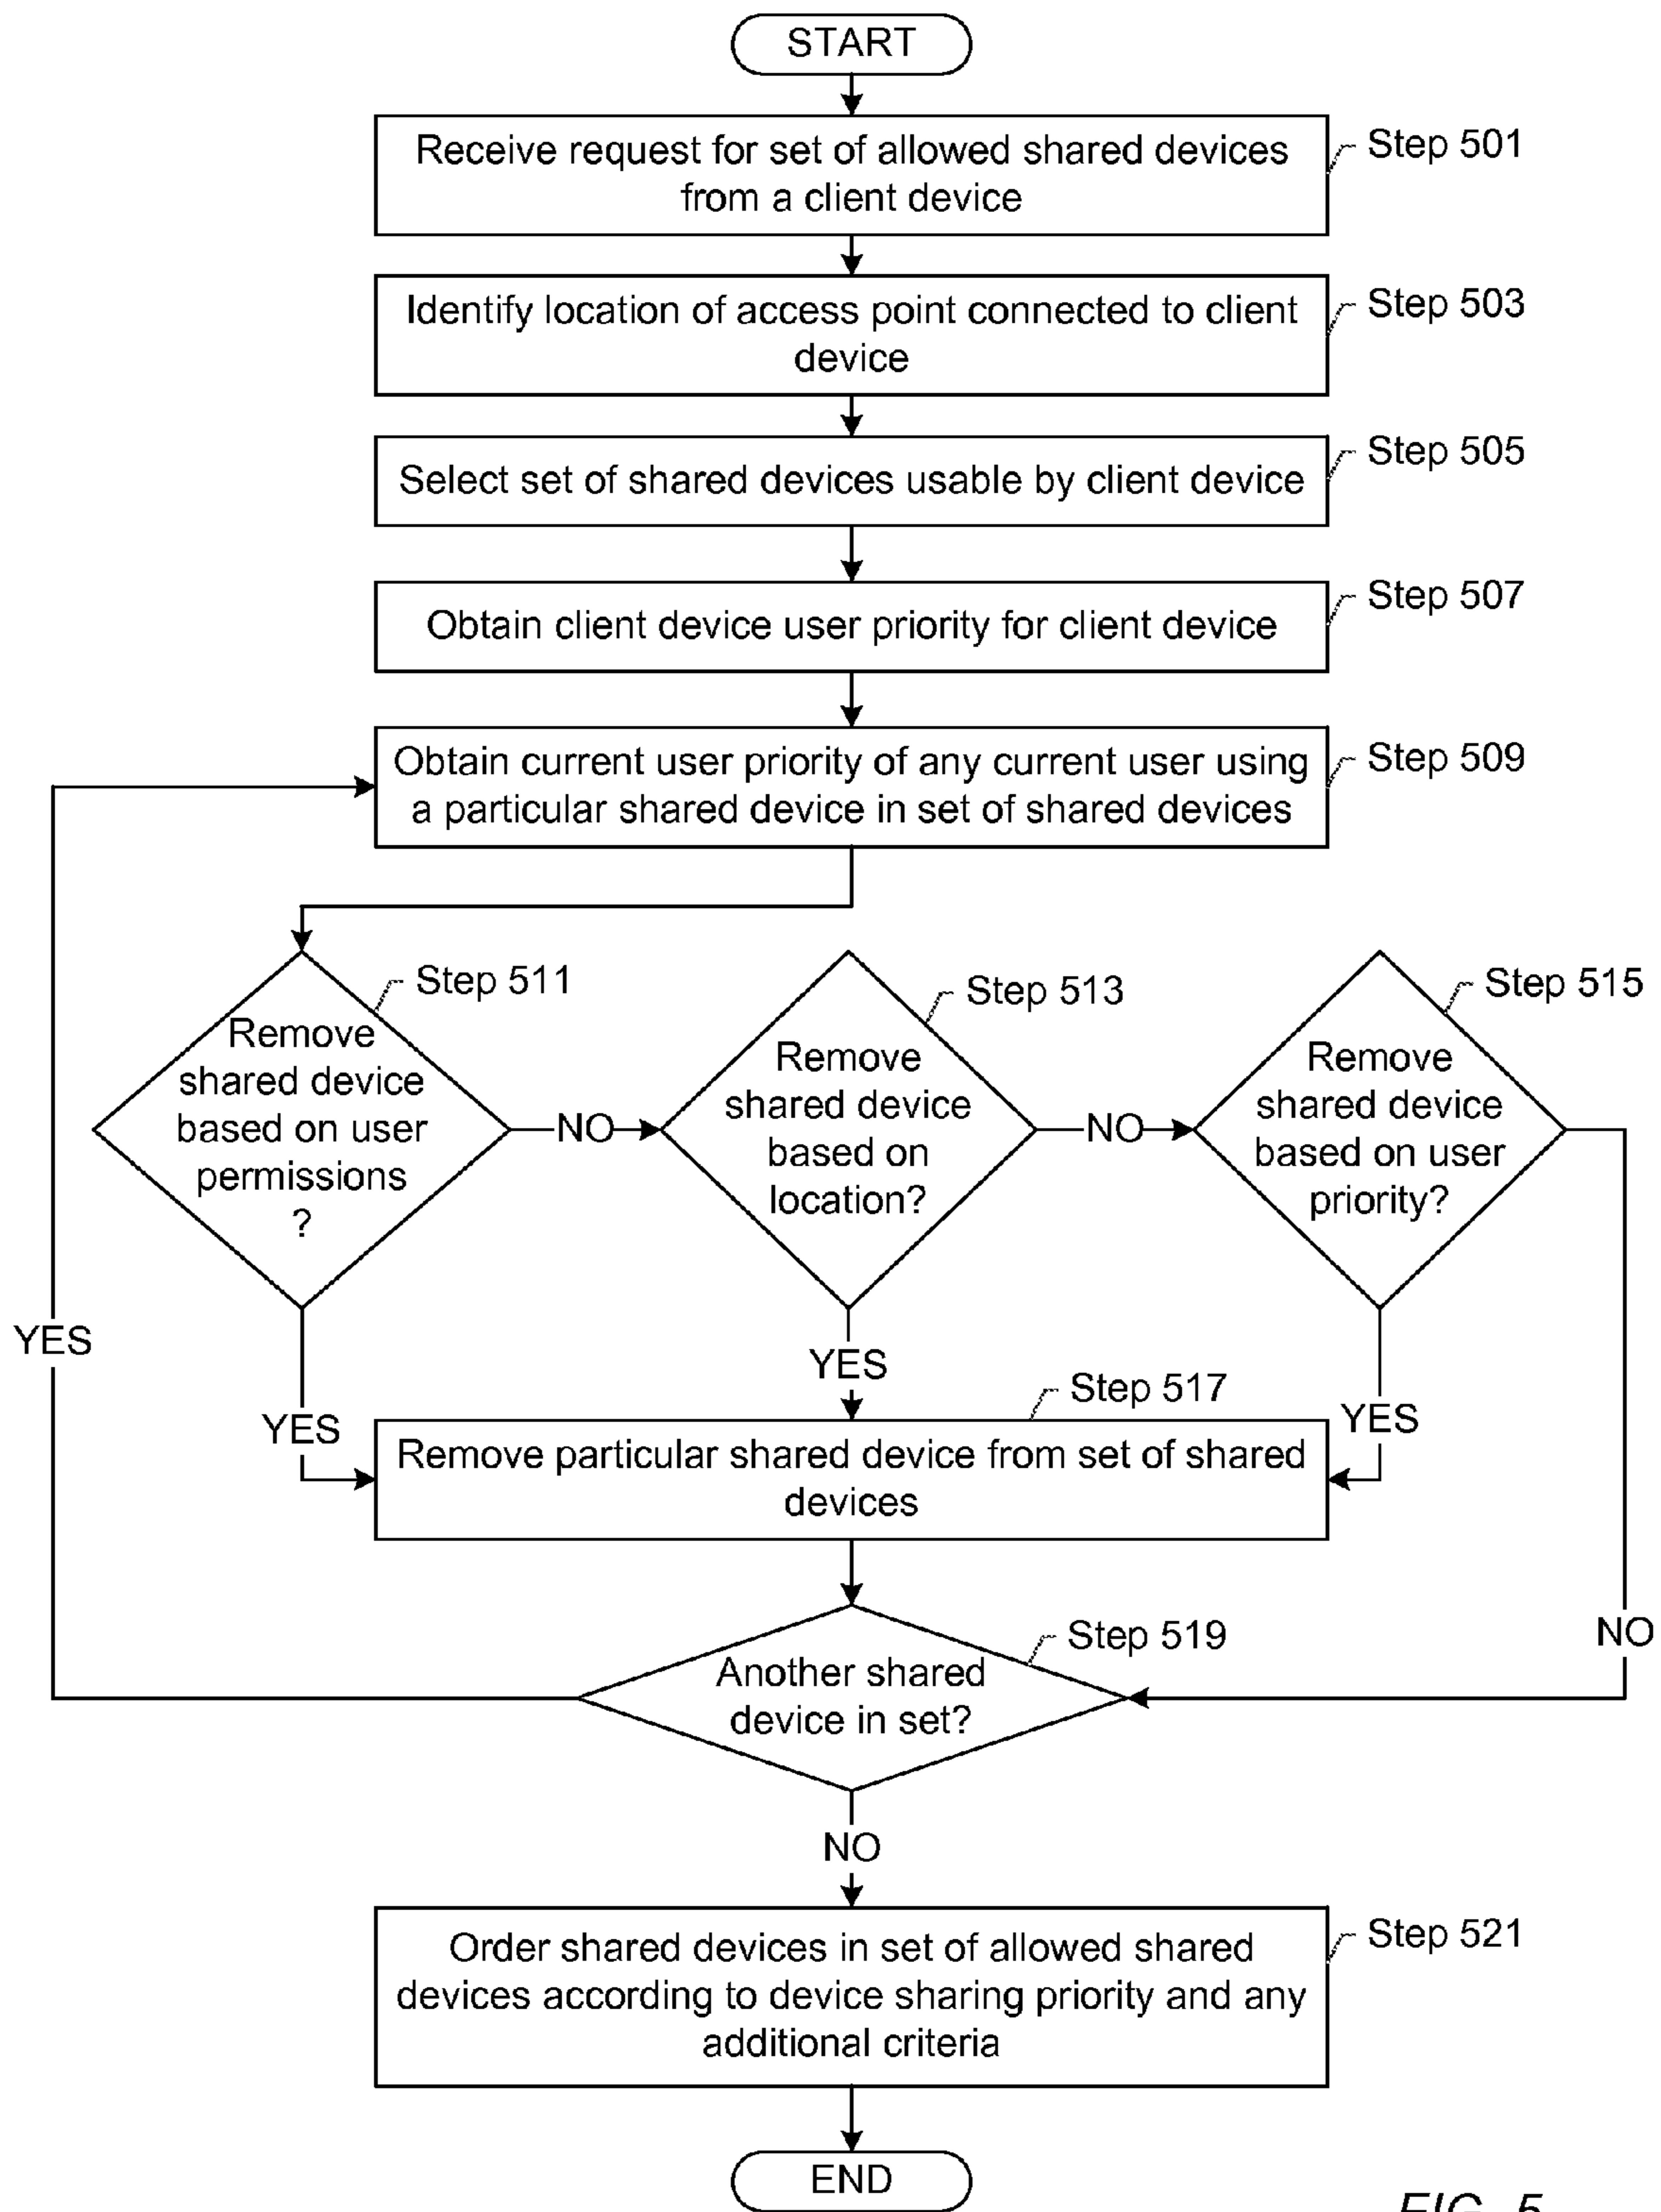 START
Receive request for set of allowed shared devices
from a client device
Step 501
Identify location of access point connected to client
device
Step 503
Select set of shared devices usable by client device
Step 505
Obtain client device user priority for client device
Step 507
Obtain current user priority of any current user using
a particular shared device in set of shared devices
Step 509
Step 511
Remove
shared device
based on user
permissions
?
NO
Step 513
Remove
shared device
based on
location?
NO
Step 515
Remove
shared device
based on user
priority?
YES
YES
YES
YES
Step 517
Remove particular shared device from set of shared
devices
NO
Step 519
Another shared
device in set?
NO
Order shared devices in set of allowed shared
devices according to device sharing priority and any
additional criteria
Step 521
END
FIG. 5